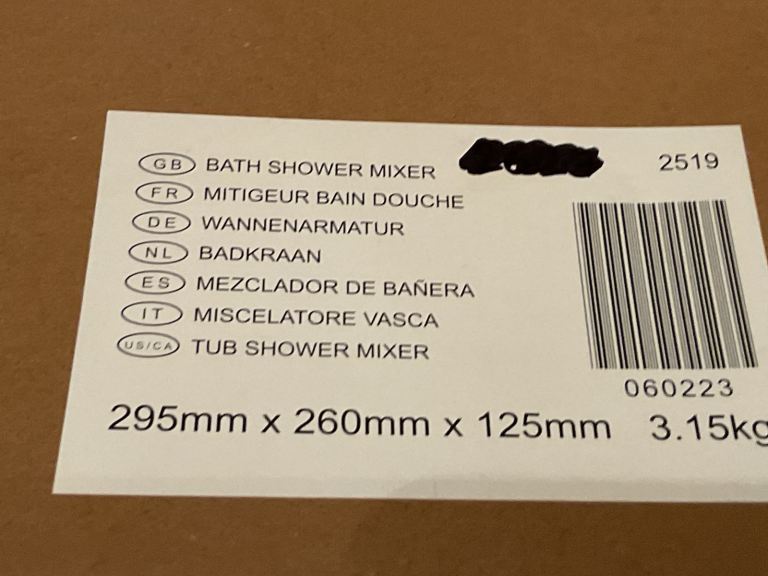 GB BATH SHOWER MIXER 2519
FR MITIGEUR BAIN DOUCHE
DE WANNENARMATUR
NL BADKRAAN
ES MEZCLADOR DE BAÑERA
IT MISCELATORE VASCA
US/CA TUB SHOWER MIXER
060223
295mm x 260mm x 125mm 3.15kg